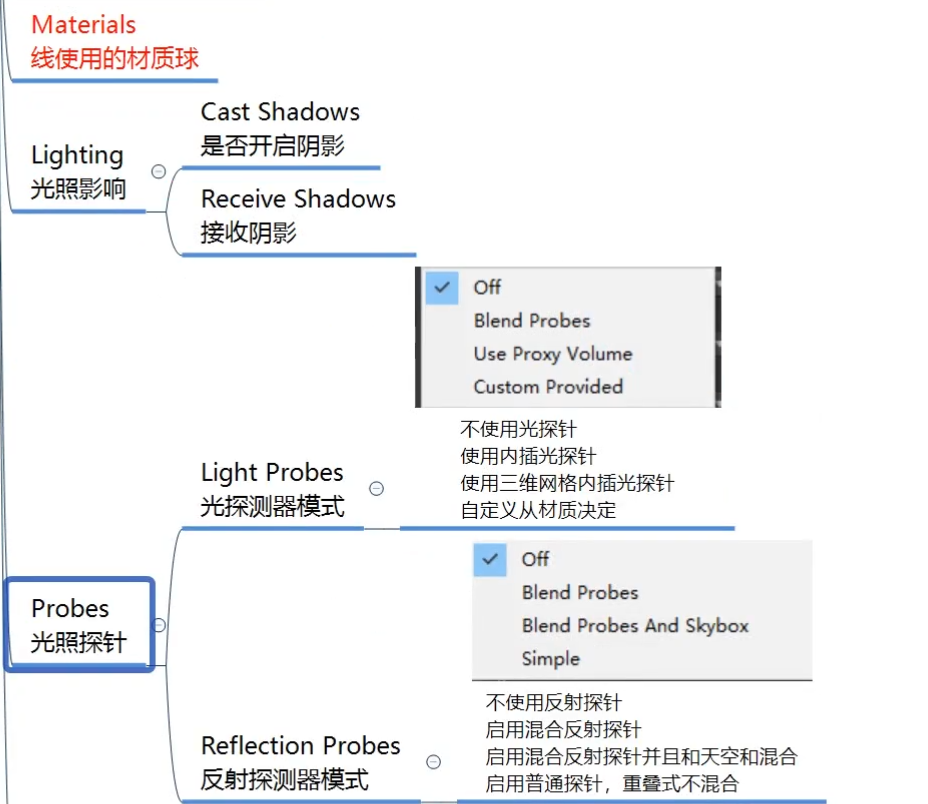 Materials
线使用的材质球
Lighting
光照影响
Cast Shadows
是否开启阴影
Receive Shadows
接收阴影
Probes
光照探针
Light Probes
光探测器模式
Off
Blend Probes
Use Proxy Volume
Custom Provided
不使用光探针
使用内插光探针
使用三维网格内插光探针
自定义从材质决定
Reflection Probes
反射探测器模式
Off
Blend Probes
Blend Probes And Skybox
Simple
不使用反射探针
启用混合反射探针
启用混合反射探针并且和天空和混合
启用普通探针，重叠式不混合